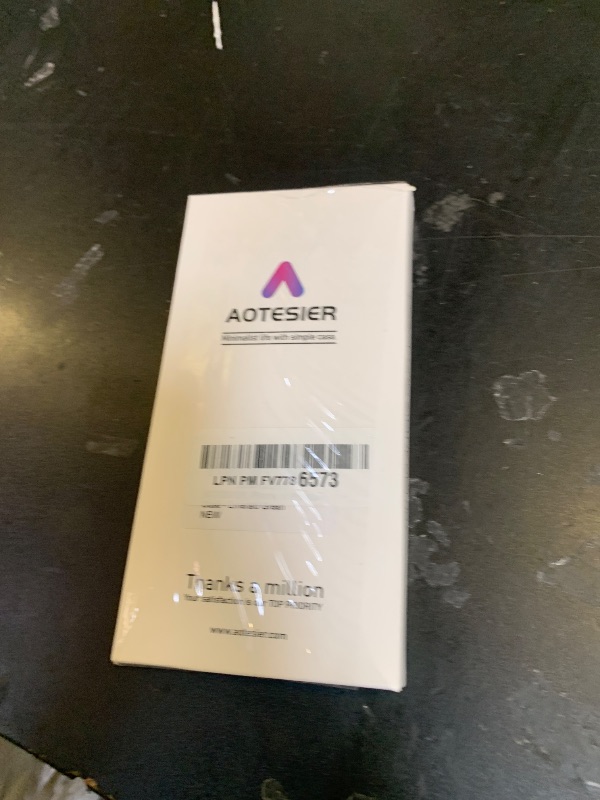 AOTESIER
Minimalist life with simple case.
LPN PM FV778 6573
NEW
Thanks a million
Your satisfaction is our TOP PRIORITY
www.aotesier.com